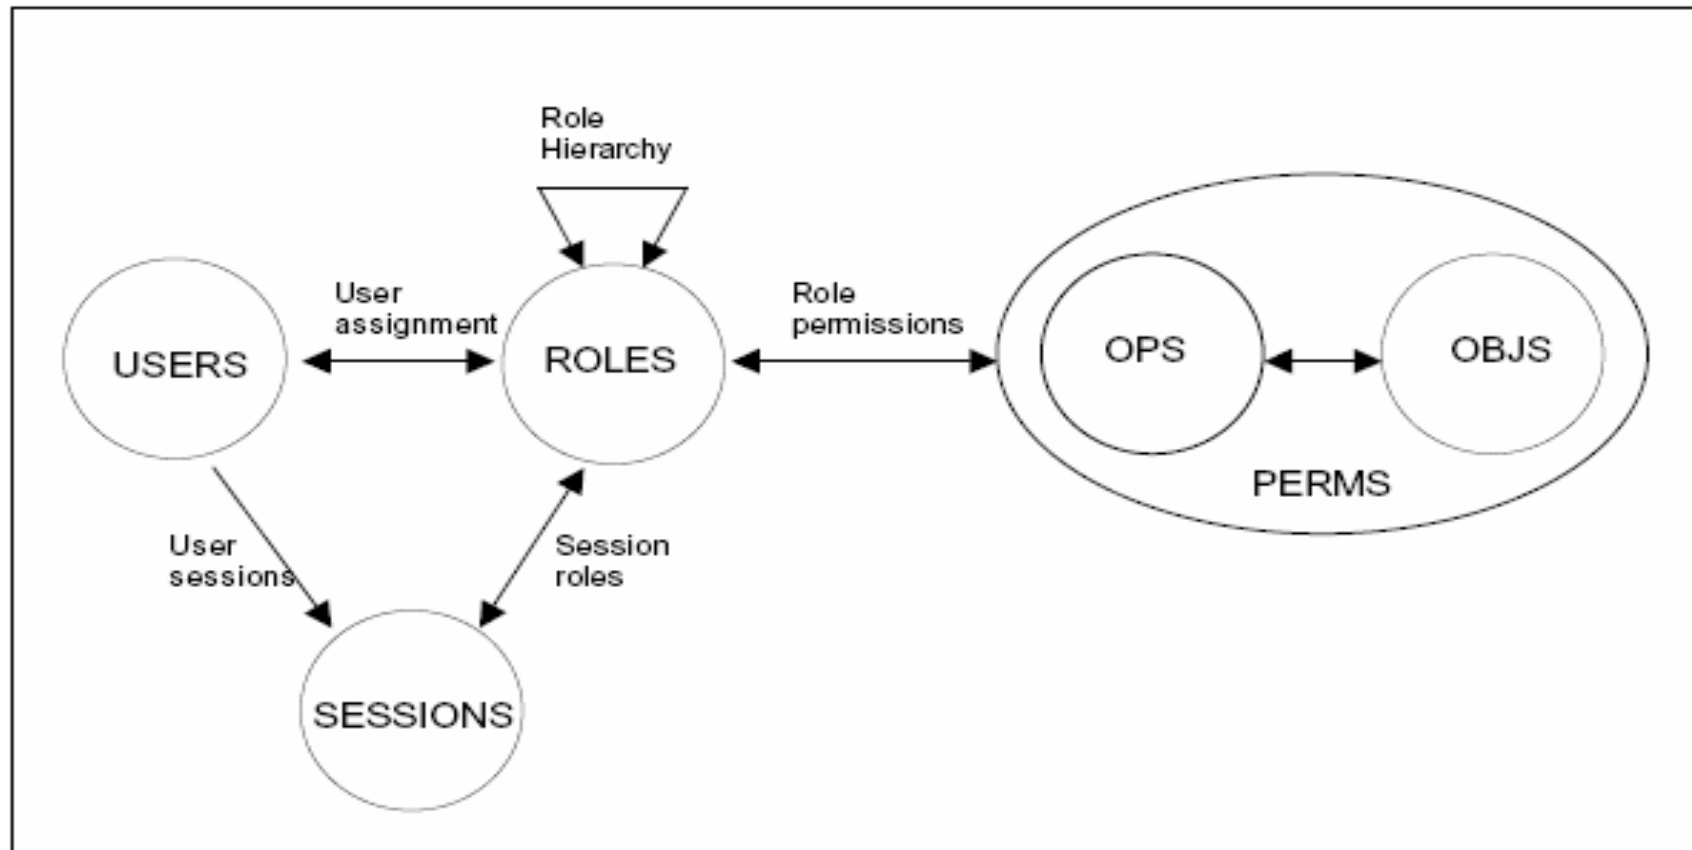 Role
Hierarchy
User
assignment
Role
permissions
USERS
ROLES
OPS
OBJS
PERMS
User
sessions
Session
roles
SESSIONS